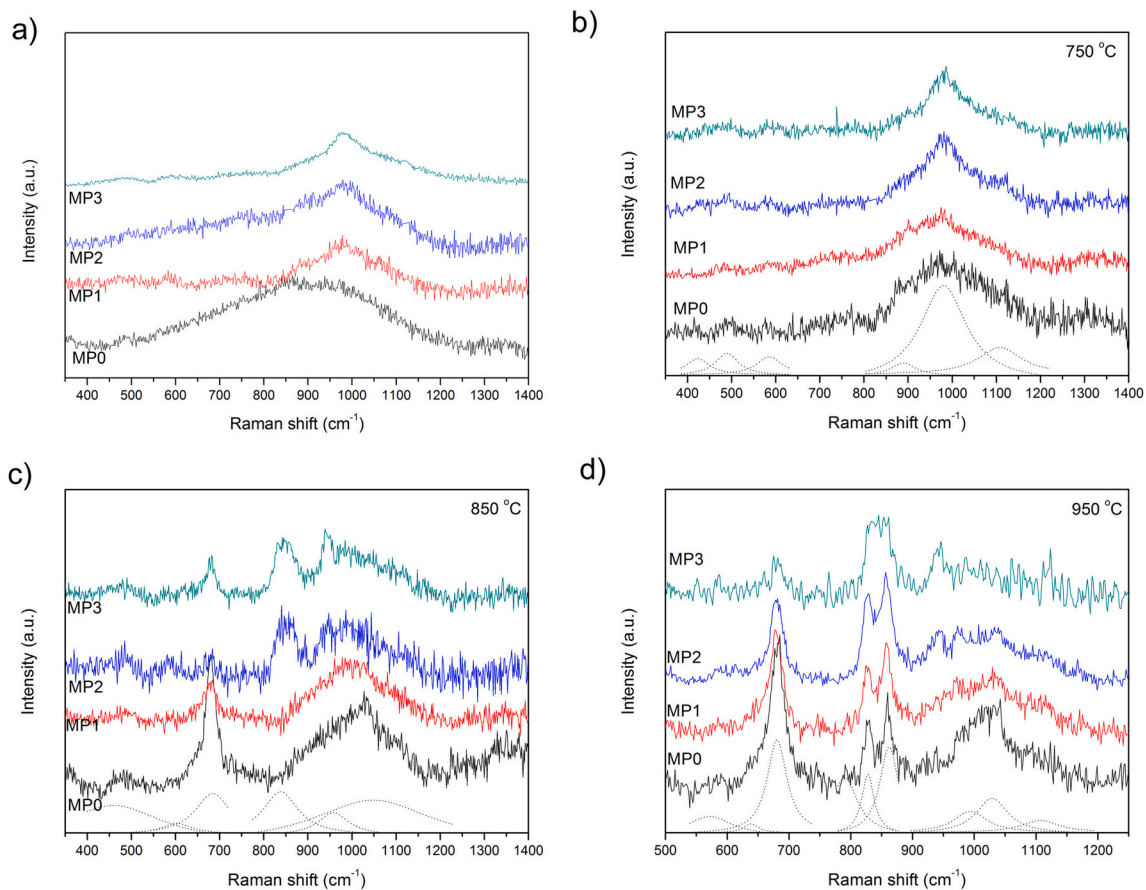 a)
MP3
MP2
MP1
MP0
Intensity (a.u.)
400 500 600 700 800 900 1000 1100 1200 1300 1400
Raman shift (cm⁻¹)
b)
750 °C
MP3
MP2
MP1
MP0
Intensity (a.u.)
400 500 600 700 800 900 1000 1100 1200 1300 1400
Raman shift (cm⁻¹)
c)
850 °C
MP3
MP2
MP1
MP0
Intensity (a.u.)
400 500 600 700 800 900 1000 1100 1200 1300 1400
Raman shift (cm⁻¹)
d)
950 °C
MP3
MP2
MP1
MP0
Intensity (a.u.)
500 600 700 800 900 1000 1100 1200
Raman shift (cm⁻¹)